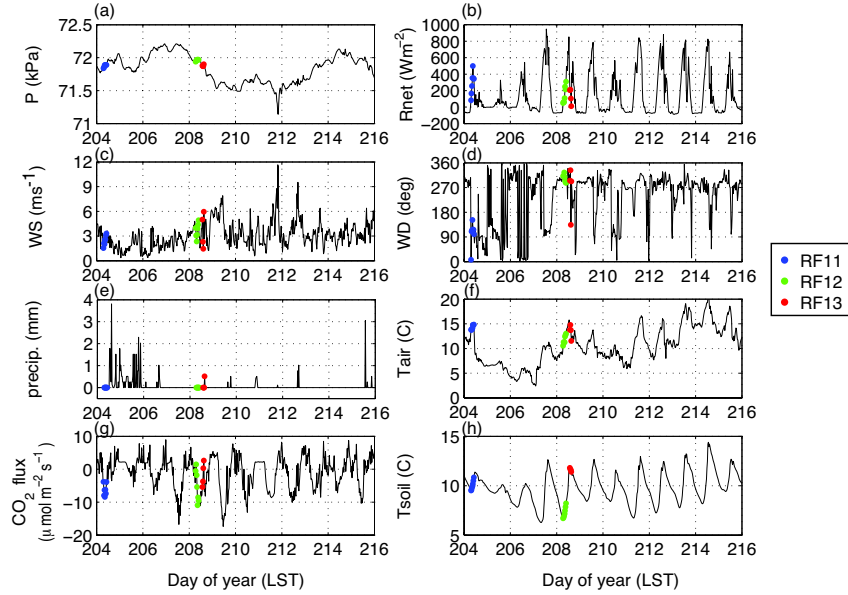 (a)
72.5
72
71.5
71
P (kPa)
204 206 208 210 212 214 216
(b)
1000
800
600
400
200
0
−200
Rnet (Wm−2)
204 206 208 210 212 214 216
(c)
12
9
6
3
0
WS (ms−1)
204 206 208 210 212 214 216
(d)
360
270
180
90
0
WD (deg)
204 206 208 210 212 214 216
RF11
RF12
RF13
(e)
4
3
2
1
0
precip. (mm)
204 206 208 210 212 214 216
(f)
20
15
10
5
0
Tair (C)
204 206 208 210 212 214 216
(g)
10
0
−10
−20
CO2 flux
(μ mol m−2 s−1)
204 206 208 210 212 214 216
Day of year (LST)
(h)
15
10
5
Tsoil (C)
204 206 208 210 212 214 216
Day of year (LST)